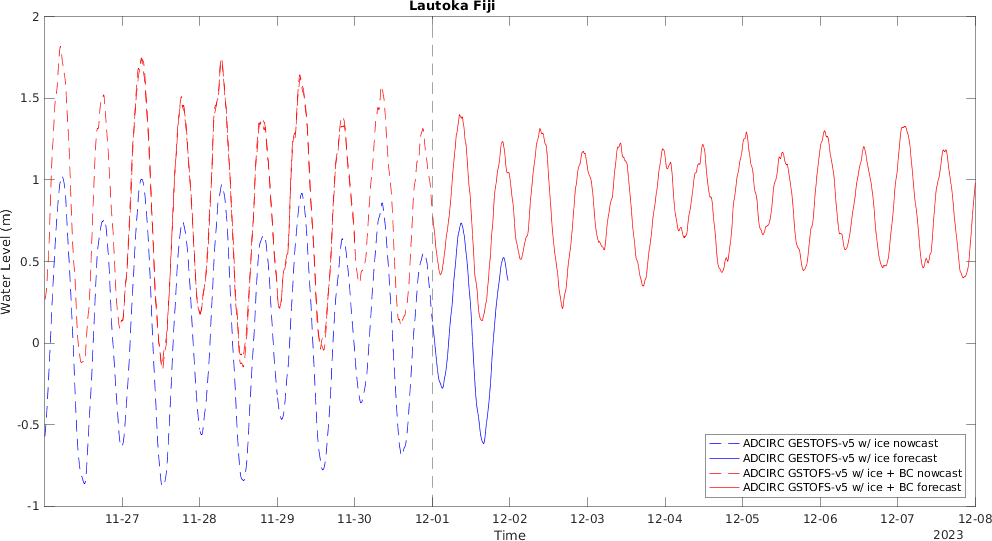 Lautoka Fiji
2
1.5
1
0.5
0
-0.5
-1
Water Level (m)
ADCIRC GESTOFS-v5 w/ ice nowcast
ADCIRC GESTOFS-v5 w/ ice forecast
ADCIRC GSTOFS-v5 w/ ice + BC nowcast
ADCIRC GSTOFS-v5 w/ ice + BC forecast
11-27 11-28 11-29 11-30 12-01 12-02 12-03 12-04 12-05 12-06 12-07 12-08
Time
2023